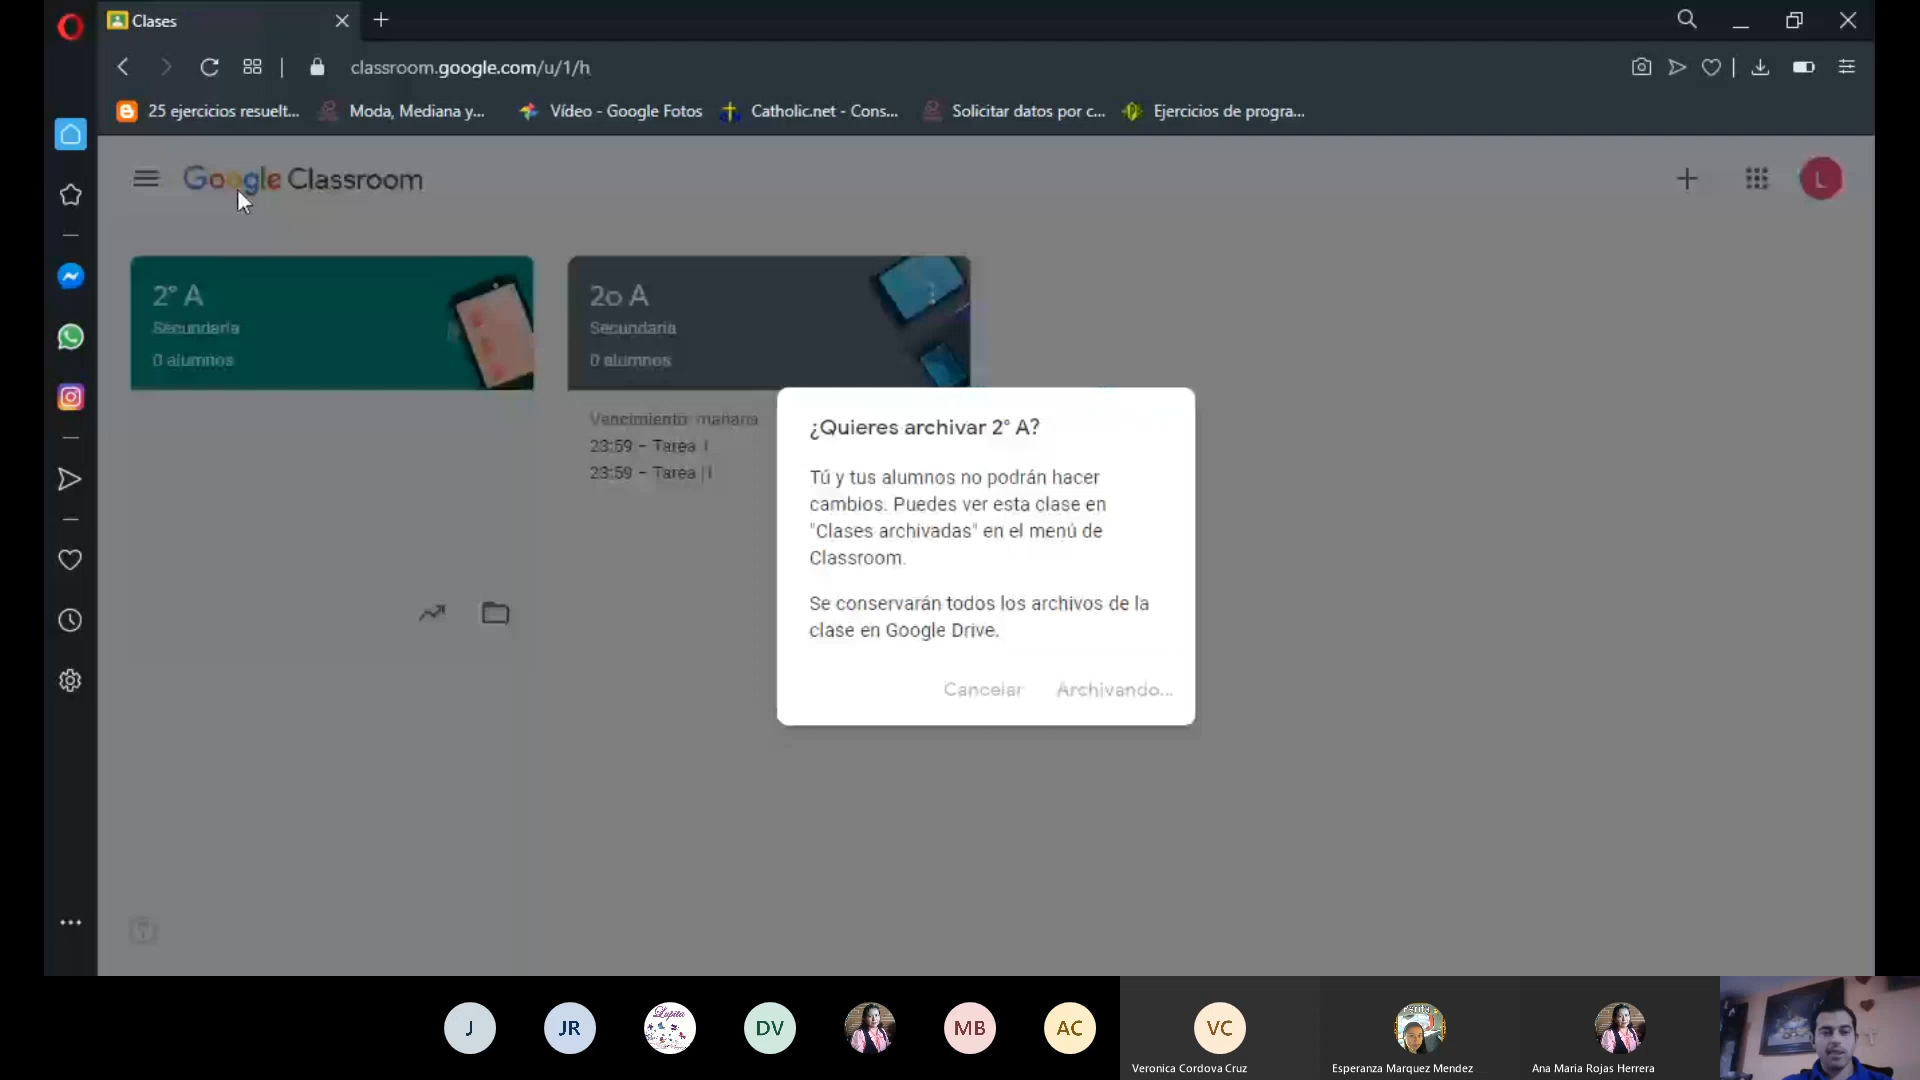 Clases
classroom.google.com/u/1/h
25 ejercicios resuelt...
Moda, Mediana y...
Vídeo - Google Fotos
Catholic.net - Cons...
Solicitar datos por c...
Ejercicios de progra...
Google Classroom
L
2° A
Secundaria
0 alumnos
2o A
Secundaria
0 alumnos
Vencimiento: mañana
23:59 – Tarea I
23:59 – Tarea II
¿Quieres archivar 2° A?
Tú y tus alumnos no podrán hacer
cambios. Puedes ver esta clase en
"Clases archivadas" en el menú de
Classroom.
Se conservarán todos los archivos de la
clase en Google Drive.
Cancelar
Archivando...
J
JR
Lupita
DV
MB
AC
VC
Veronica Cordova Cruz
Esperanza Marquez Mendez
Ana Maria Rojas Herrera